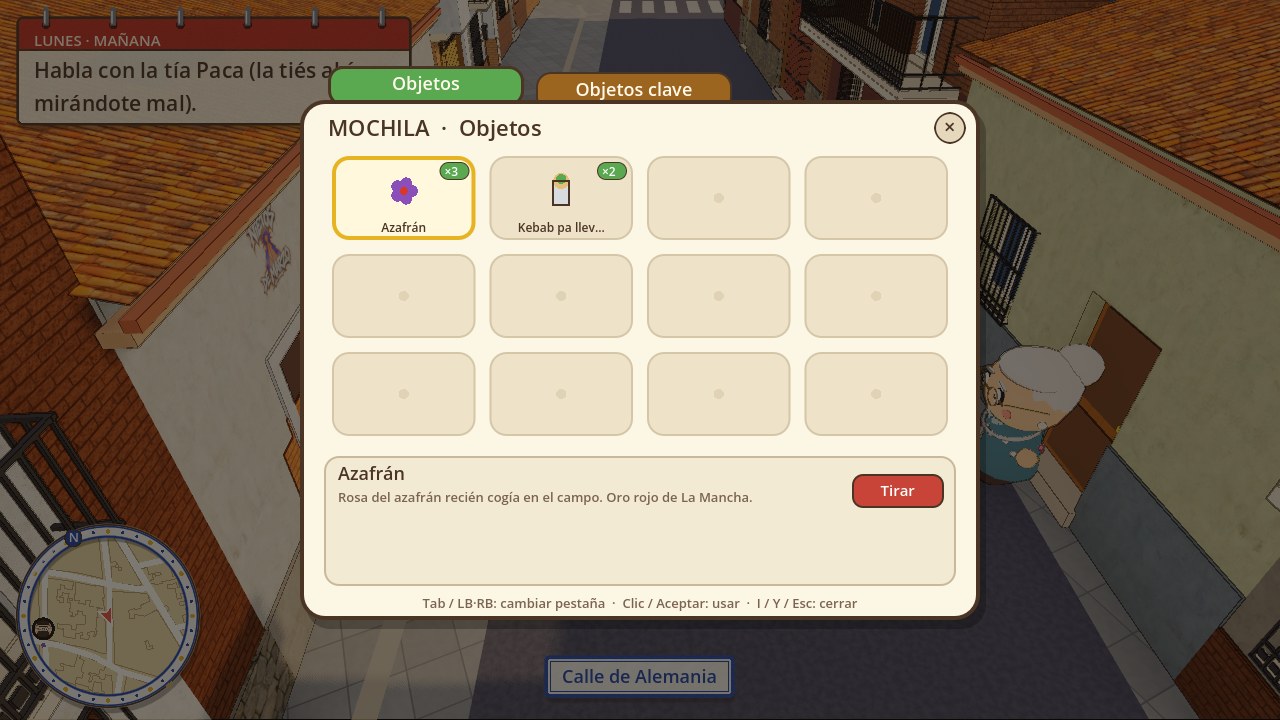 LUNES · MAÑANA
Habla con la tía Paca (la tiés ahí
mirándote mal).
Objetos
Objetos clave
MOCHILA · Objetos
×
×3
Azafrán
×2
Kebab pa llev...
Azafrán
Rosa del azafrán recién cogía en el campo. Oro rojo de La Mancha.
Tirar
Tab / LB·RB: cambiar pestaña · Clic / Aceptar: usar · I / Y / Esc: cerrar
N
Calle de Alemania